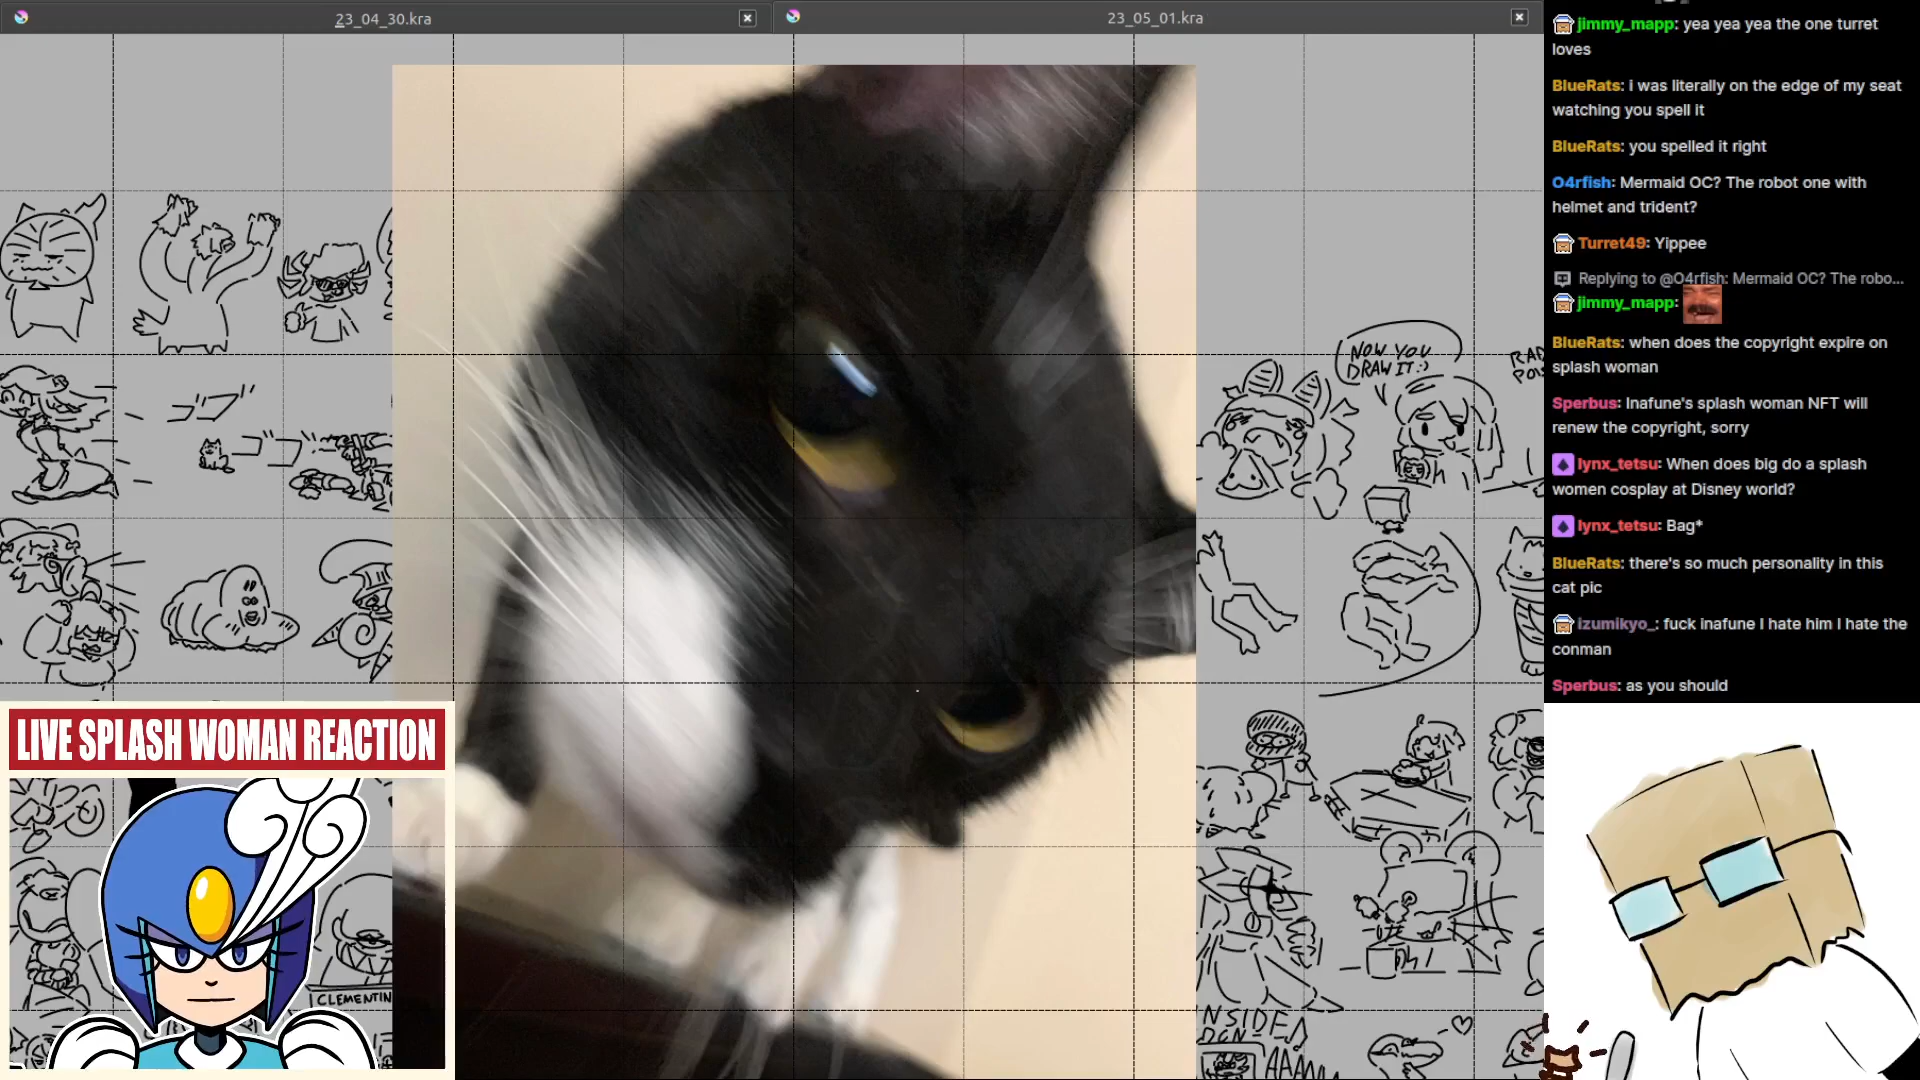 23_04_30.kra
23_05_01.kra
jimmy_mapp: yea yea yea the one turret
loves
BlueRats: i was literally on the edge of my seat
watching you spell it
BlueRats: you spelled it right
O4rfish: Mermaid OC? The robot one with
helmet and trident?
Turret49: Yippee
Replying to @O4rfish: Mermaid OC? The robo...
jimmy_mapp:
BlueRats: when does the copyright expire on
splash woman
Sperbus: Inafune's splash woman NFT will
renew the copyright, sorry
lynx_tetsu: When does big do a splash
women cosplay at Disney world?
lynx_tetsu: Bag*
BlueRats: there's so much personality in this
cat pic
izumikyo_: fuck inafune I hate him I hate the
conman
Sperbus: as you should
NOW YOU
DRAW IT :)
RAD
LIVE SPLASH WOMAN REACTION
CLEMENTIN